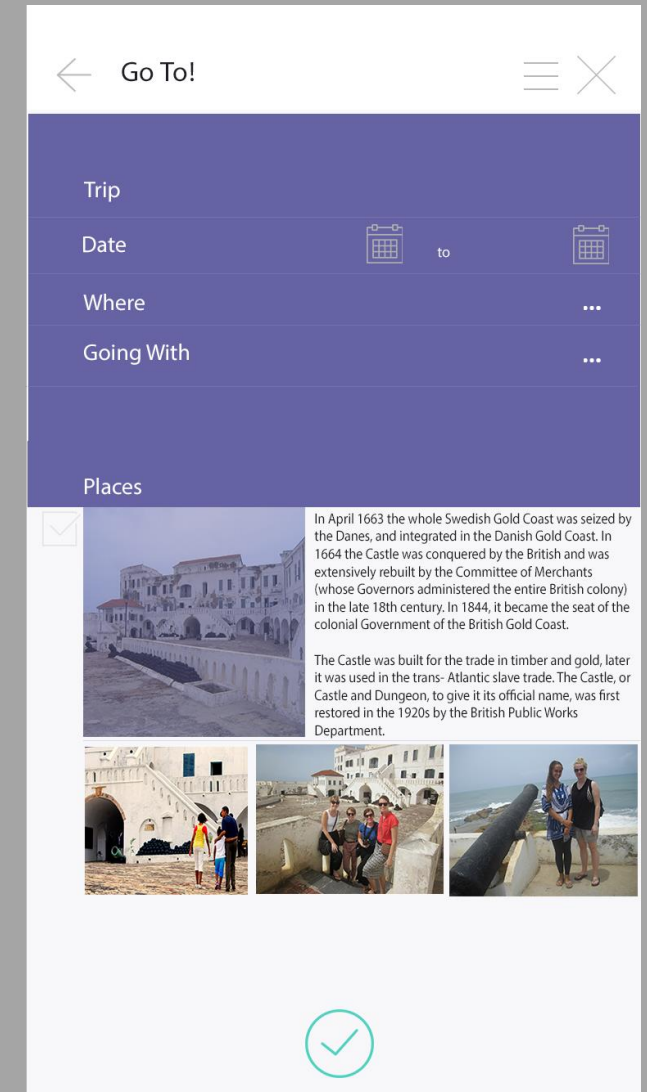 Go To!
Trip
Date
to
Where
...
Going With
...
Places
In April 1663 the whole Swedish Gold Coast was seized by
the Danes, and integrated in the Danish Gold Coast. In
1664 the Castle was conquered by the British and was
extensively rebuilt by the Committee of Merchants
(whose Governors administered the entire British colony)
in the late 18th century. In 1844, it became the seat of the
colonial Government of the British Gold Coast.
The Castle was built for the trade in timber and gold, later
it was used in the trans- Atlantic slave trade. The Castle, or
Castle and Dungeon, to give it its official name, was first
restored in the 1920s by the British Public Works
Department.